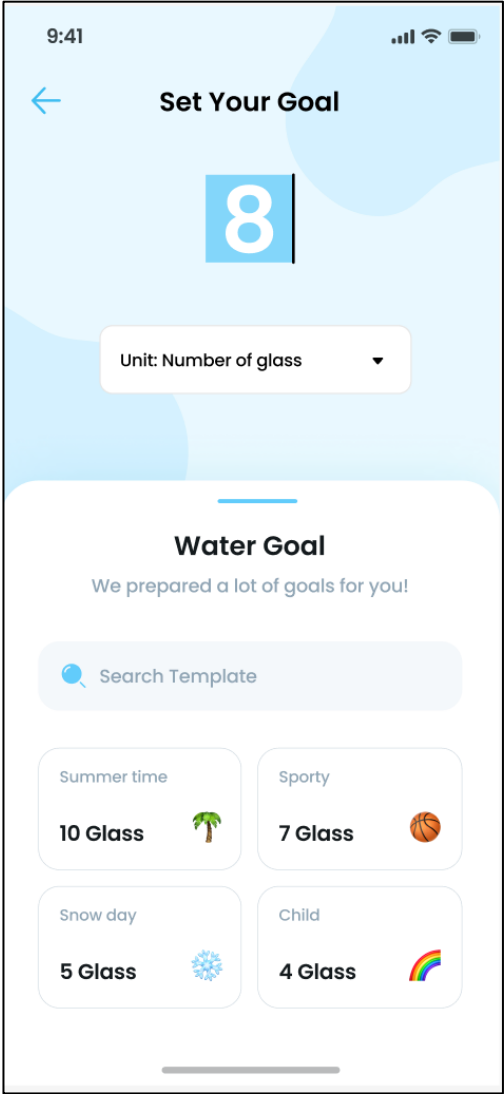 9:41
Set Your Goal
8
Unit: Number of glass
Water Goal
We prepared a lot of goals for you!
Search Template
Summer time
10 Glass
Sporty
7 Glass
Snow day
5 Glass
Child
4 Glass